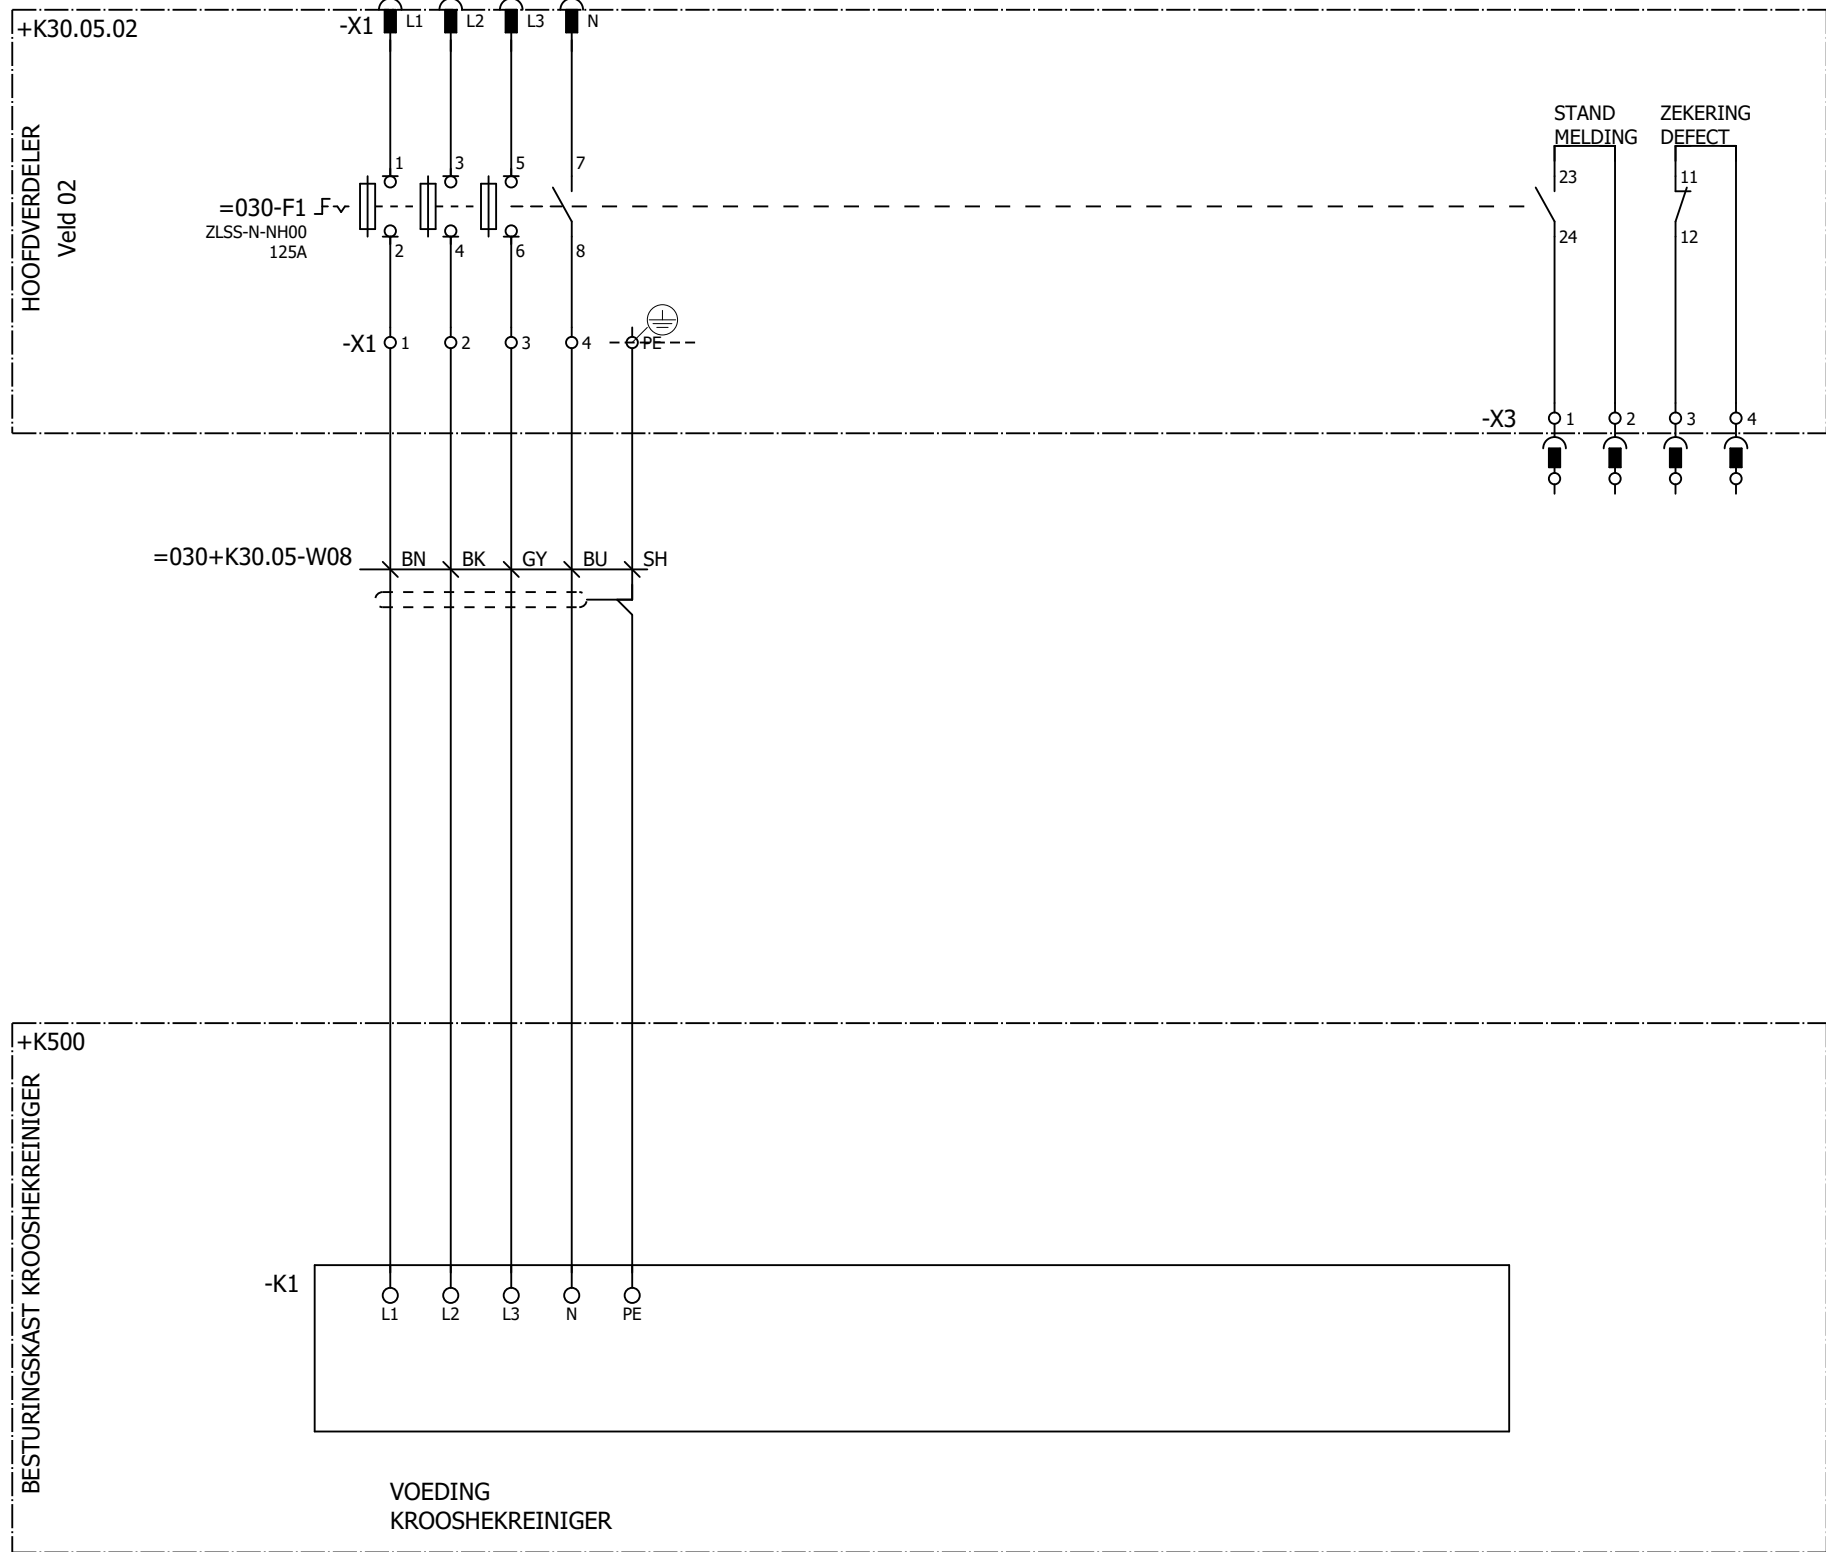 +K30.05.02
-X1 L1 L2 L3 N
HOOFDVERDELER
Veld 02
STAND
MELDING
ZEKERING
DEFECT
1 3 5 7
23 11
=030-F1
ZLSS-N-NH00
125A
2 4 6 8
24 12
-X1 1 2 3 4 PE
-X3 1 2 3 4
=030+K30.05-W08 BN BK GY BU SH
+K500
BESTURINGSKAST KROOSHEKREINIGER
-K1
L1 L2 L3 N PE
VOEDING
KROOSHEKREINIGER